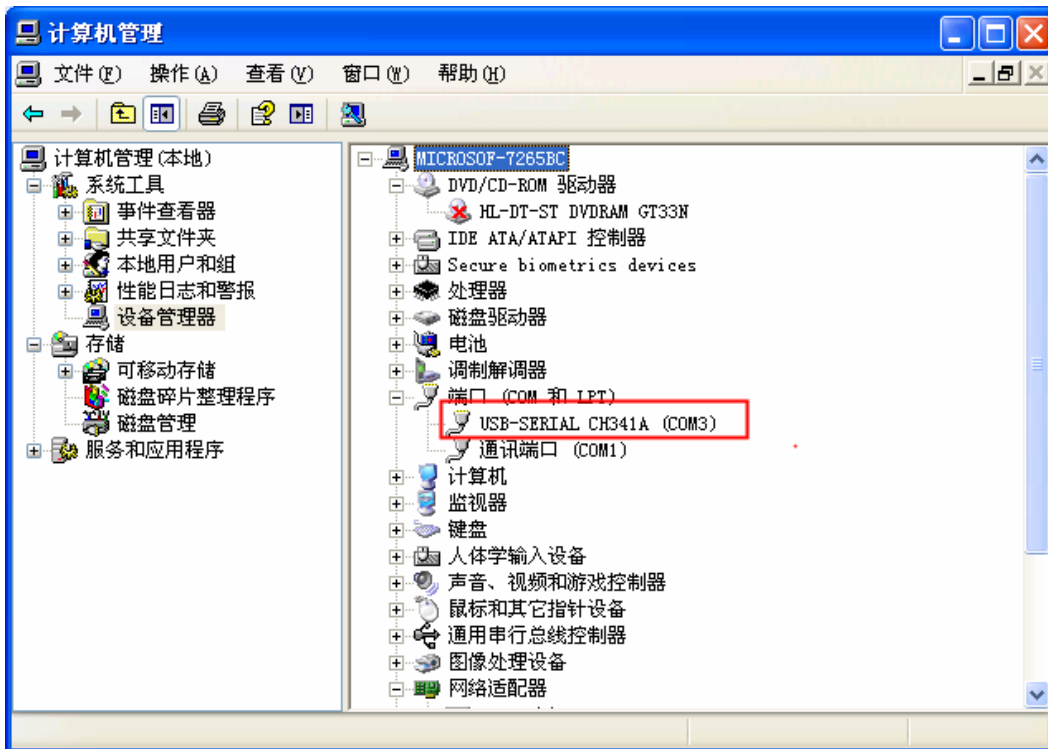 计算机管理
文件(F) 操作(A) 查看(V) 窗口(W) 帮助(H)
计算机管理(本地)
系统工具
事件查看器
共享文件夹
本地用户和组
性能日志和警报
设备管理器
存储
可移动存储
磁盘碎片整理程序
磁盘管理
服务和应用程序
MICROSOF-7265BC
DVD/CD-ROM 驱动器
HL-DT-ST DVDRAM GT33N
IDE ATA/ATAPI 控制器
Secure biometrics devices
处理器
磁盘驱动器
电池
调制解调器
端口 (COM 和 LPT)
USB-SERIAL CH341A (COM3)
通讯端口 (COM1)
计算机
监视器
键盘
人体学输入设备
声音、视频和游戏控制器
鼠标和其它指针设备
通用串行总线控制器
图像处理设备
网络适配器